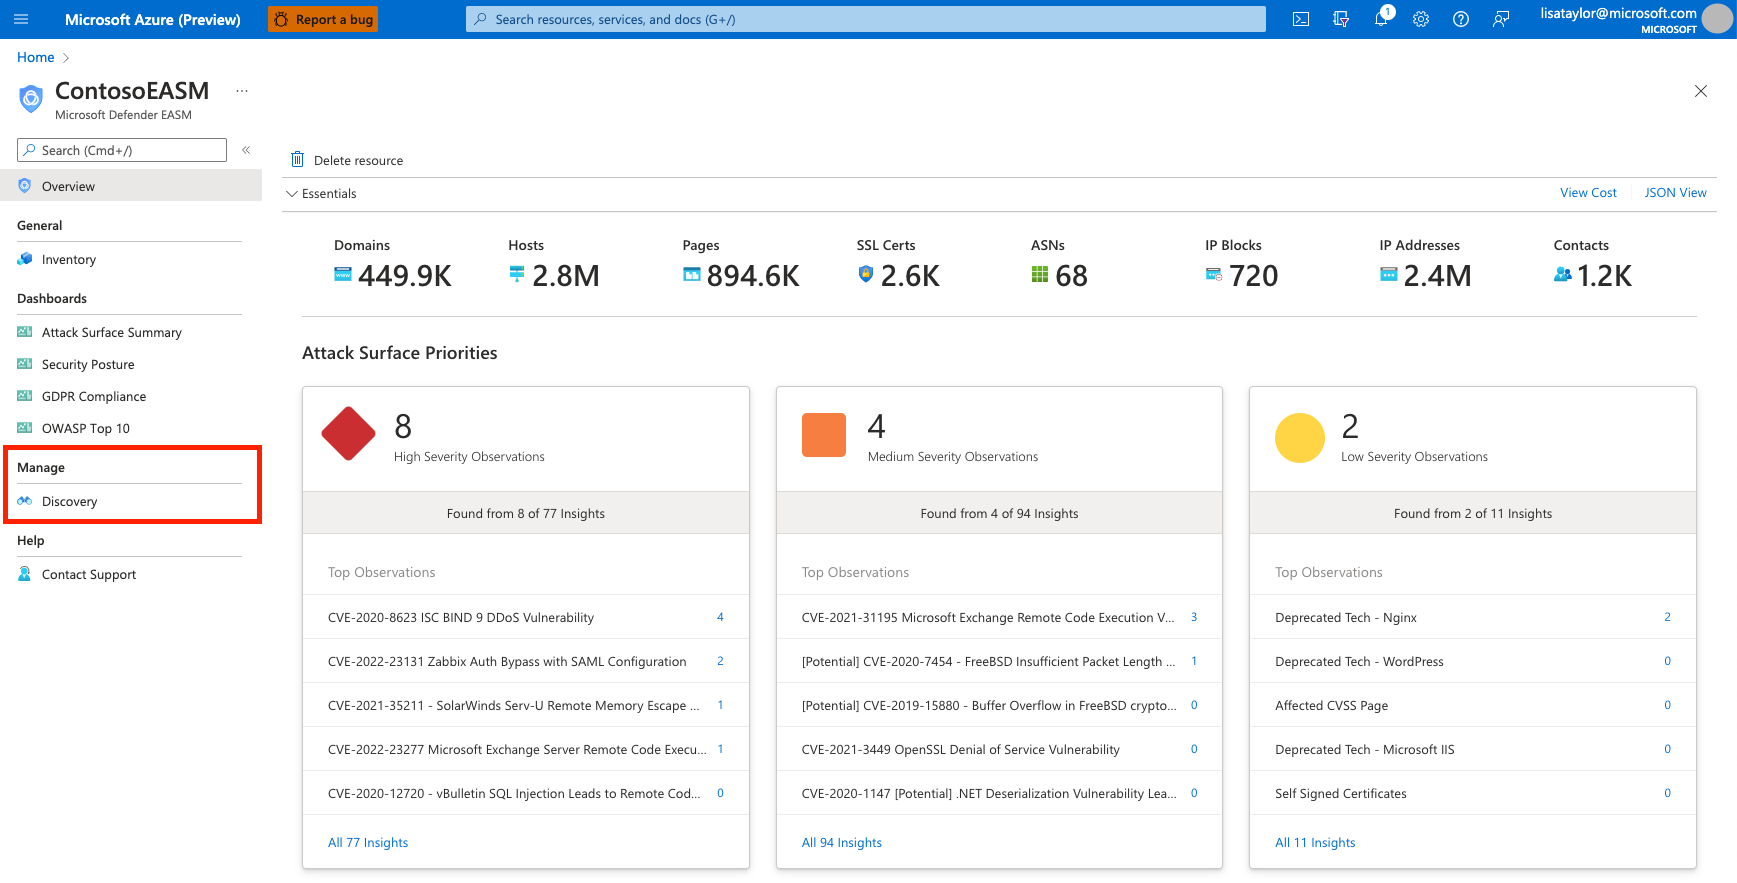 Microsoft Azure (Preview)
Report a bug
Search resources, services, and docs (G+/)
1
lisataylor@microsoft.com
MICROSOFT
Home
ContosoEASM
...
Microsoft Defender EASM
Search (Cmd+/)
«
Overview
General
Inventory
Dashboards
Attack Surface Summary
Security Posture
GDPR Compliance
OWASP Top 10
Manage
Discovery
Help
Contact Support
Delete resource
Essentials
View Cost
JSON View
Domains
449.9K
Hosts
2.8M
Pages
894.6K
SSL Certs
2.6K
ASNs
68
IP Blocks
720
IP Addresses
2.4M
Contacts
1.2K
Attack Surface Priorities
8
High Severity Observations
Found from 8 of 77 Insights
Top Observations
CVE-2020-8623 ISC BIND 9 DDoS Vulnerability 4
CVE-2022-23131 Zabbix Auth Bypass with SAML Configuration 2
CVE-2021-35211 - SolarWinds Serv-U Remote Memory Escape ... 1
CVE-2022-23277 Microsoft Exchange Server Remote Code Execu... 1
CVE-2020-12720 - vBulletin SQL Injection Leads to Remote Cod... 0
All 77 Insights
4
Medium Severity Observations
Found from 4 of 94 Insights
Top Observations
CVE-2021-31195 Microsoft Exchange Remote Code Execution V... 3
[Potential] CVE-2020-7454 - FreeBSD Insufficient Packet Length ... 1
[Potential] CVE-2019-15880 - Buffer Overflow in FreeBSD crypto... 0
CVE-2021-3449 OpenSSL Denial of Service Vulnerability 0
CVE-2020-1147 [Potential] .NET Deserialization Vulnerability Lea... 0
All 94 Insights
2
Low Severity Observations
Found from 2 of 11 Insights
Top Observations
Deprecated Tech - Nginx 2
Deprecated Tech - WordPress 0
Affected CVSS Page 0
Deprecated Tech - Microsoft IIS 0
Self Signed Certificates 0
All 11 Insights